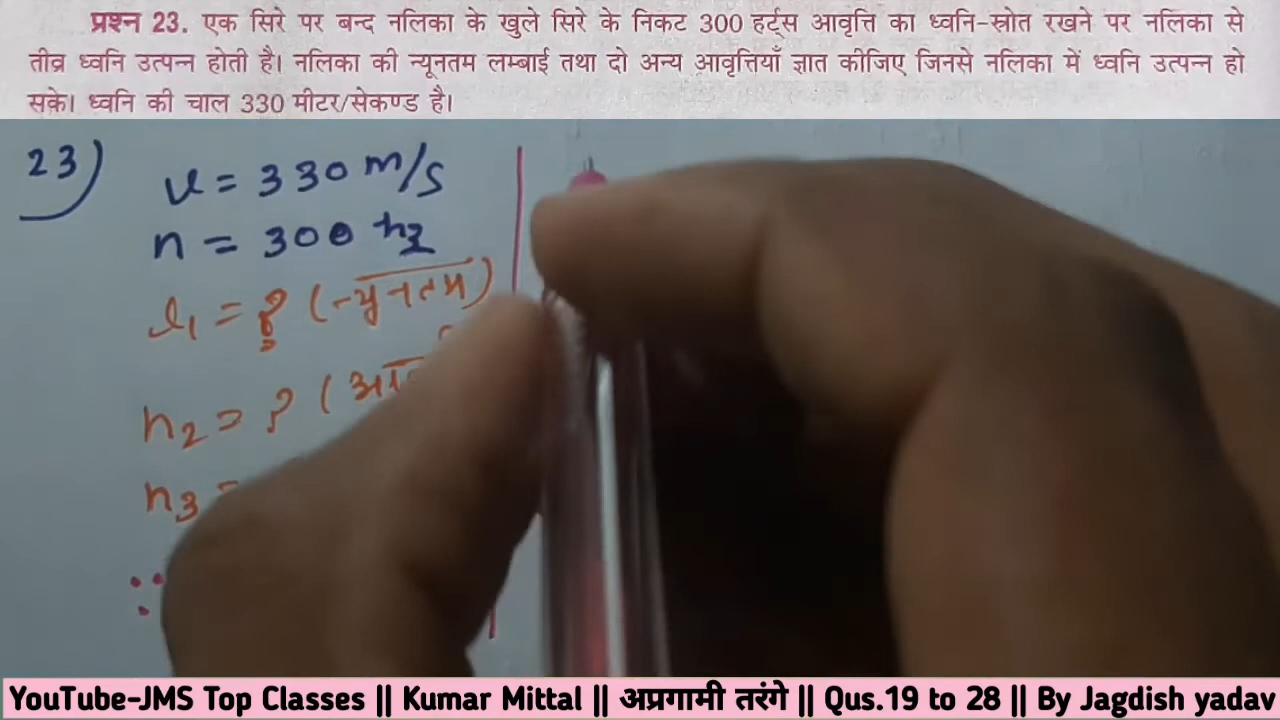 प्रश्न 23. एक सिरे पर बन्द नलिका के खुले सिरे के निकट 300 हर्ट्स आवृत्ति का ध्वनि-स्रोत रखने पर नलिका से
तीव्र ध्वनि उत्पन्न होती है। नलिका की न्यूनतम लम्बाई तथा दो अन्य आवृत्तियाँ ज्ञात कीजिए जिनसे नलिका में ध्वनि उत्पन्न हो
सके। ध्वनि की चाल 330 मीटर/सेकण्ड है।
23)
v = 330 m/s
n = 300 hz
l₁ = ? (न्यूनतम)
n₂ = ? (
n₃ =
YouTube-JMS Top Classes || Kumar Mittal || अप्रगामी तरंगे || Qus.19 to 28 || By Jagdish yadav